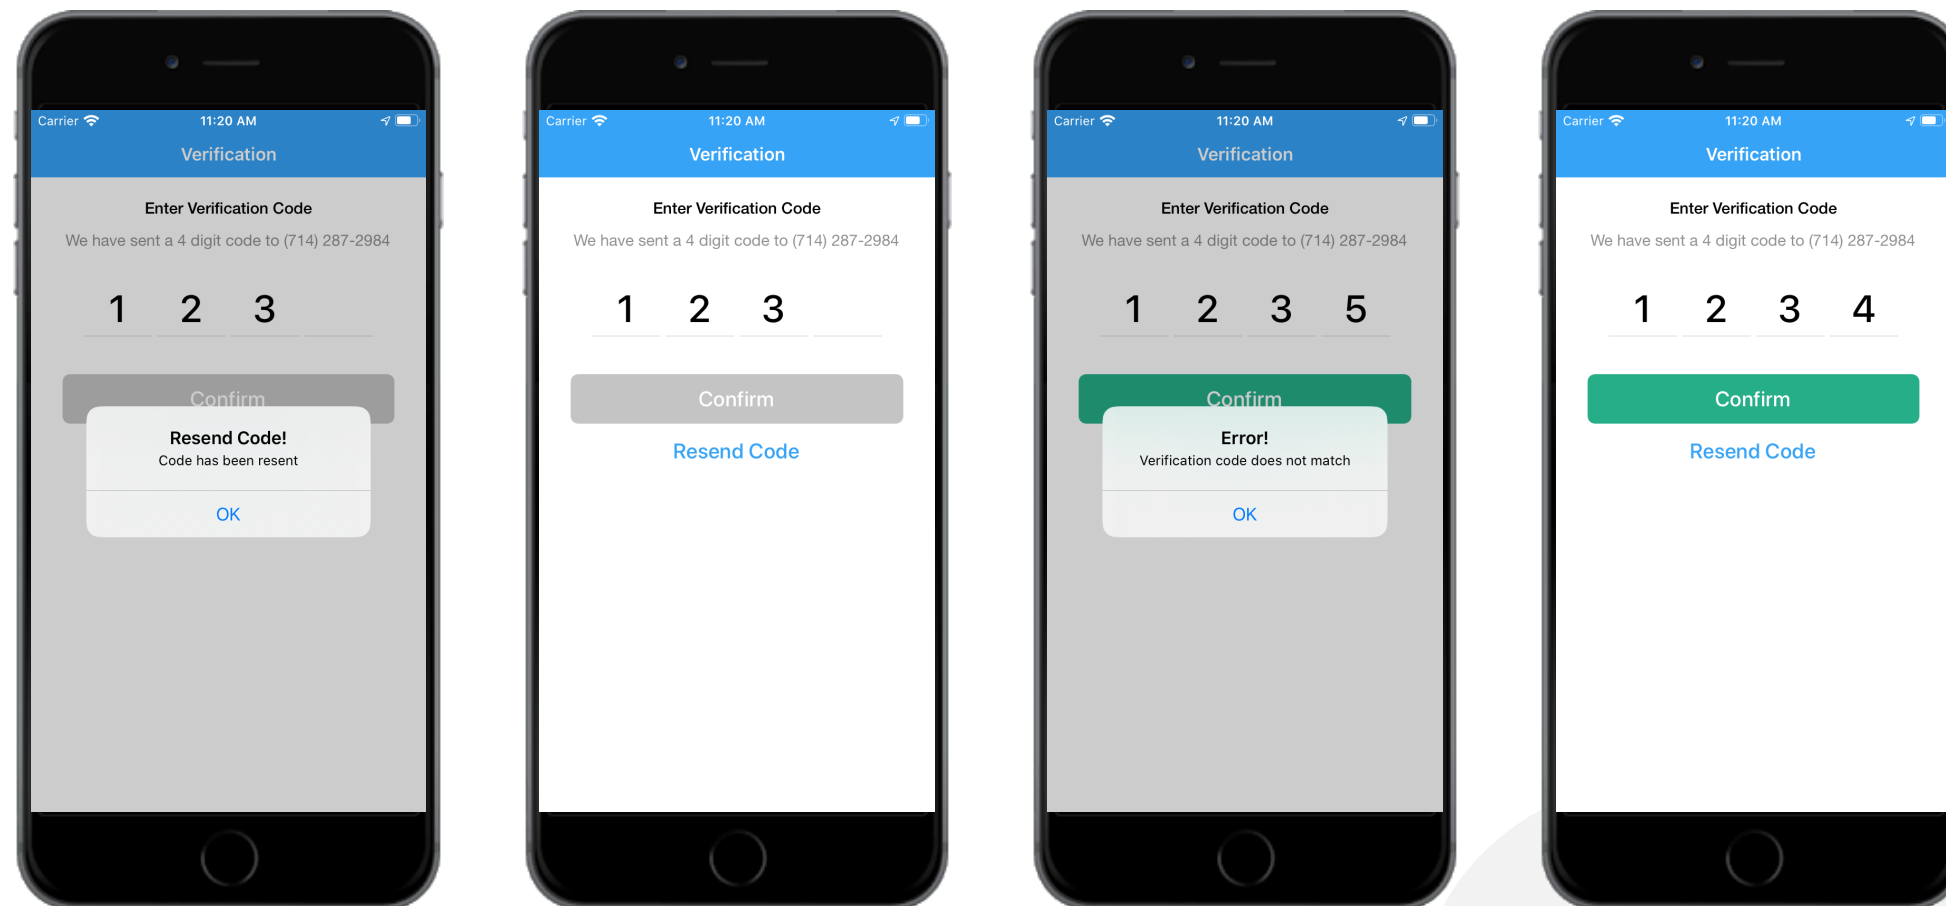 Carrier 11:20 AM
Verification
Enter Verification Code
We have sent a 4 digit code to (714) 287-2984
1 2 3
Confirm
Resend Code!
Code has been resent
OK
Carrier 11:20 AM
Verification
Enter Verification Code
We have sent a 4 digit code to (714) 287-2984
1 2 3
Confirm
Resend Code
Carrier 11:20 AM
Verification
Enter Verification Code
We have sent a 4 digit code to (714) 287-2984
1 2 3 5
Confirm
Error!
Verification code does not match
OK
Carrier 11:20 AM
Verification
Enter Verification Code
We have sent a 4 digit code to (714) 287-2984
1 2 3 4
Confirm
Resend Code